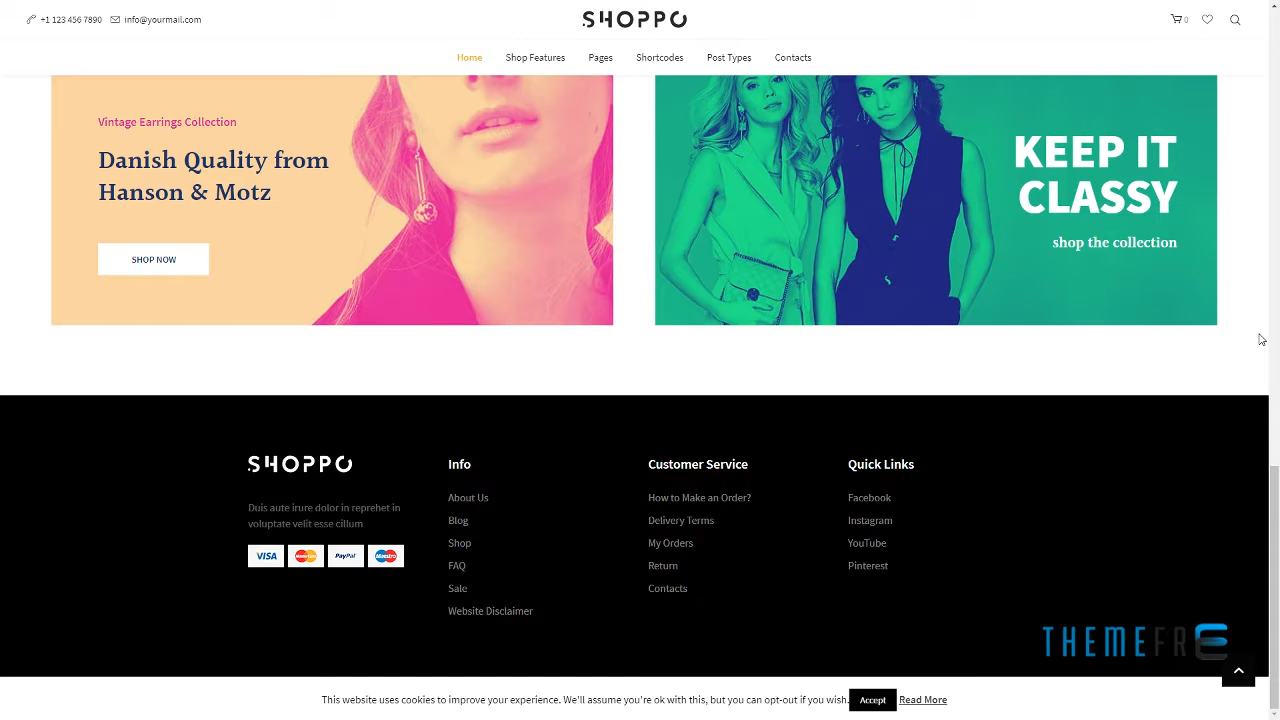 +1 123 456 7890 info@yourmail.com
SHOPPO
0
Home Shop Features Pages Shortcodes Post Types Contacts
Vintage Earrings Collection
Danish Quality from
Hanson & Motz
SHOP NOW
KEEP IT
CLASSY
shop the collection
SHOPPO
Duis aute irure dolor in reprehet in
voluptate velit esse cillum
VISA MasterCard PayPal Maestro
Info
About Us
Blog
Shop
FAQ
Sale
Website Disclaimer
Customer Service
How to Make an Order?
Delivery Terms
My Orders
Return
Contacts
Quick Links
Facebook
Instagram
YouTube
Pinterest
THEMEFRE
This website uses cookies to improve your experience. We'll assume you're ok with this, but you can opt-out if you wish. Accept Read More